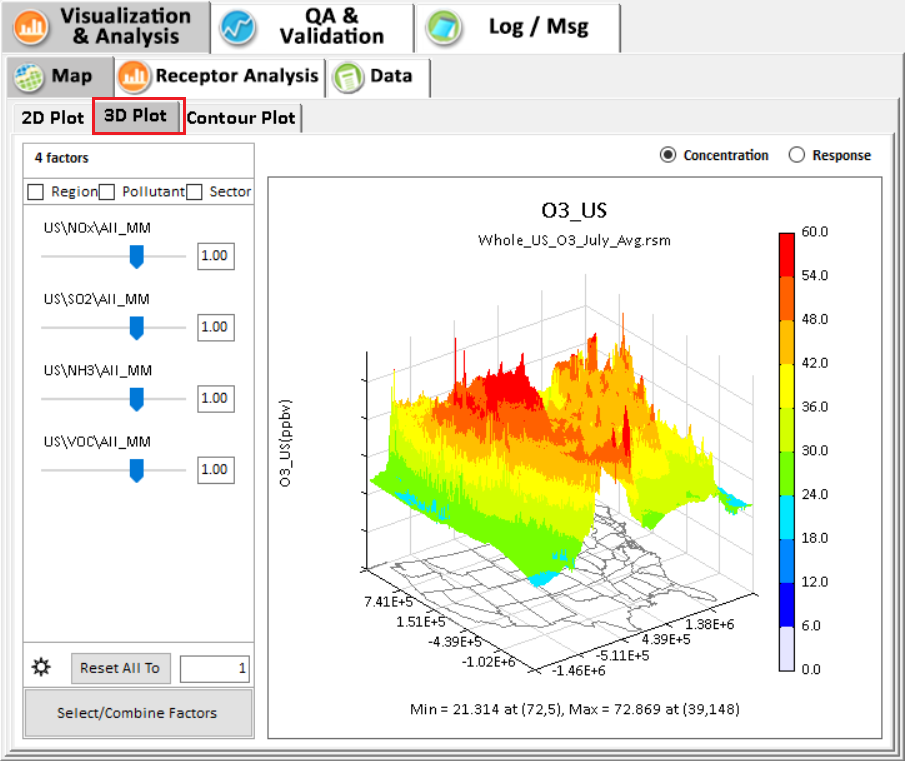 Visualization
& Analysis
QA &
Validation
Log / Msg
Map
Receptor Analysis
Data
2D Plot
3D Plot
Contour Plot
4 factors
Region
Pollutant
Sector
US\NOx\All_MM
1.00
US\SO2\All_MM
1.00
US\NH3\All_MM
1.00
US\VOC\All_MM
1.00
Reset All To
1
Select/Combine Factors
Concentration
Response
O3_US
Whole_US_O3_July_Avg.rsm
O3_US(ppbv)
7.41E+5
1.51E+5
-4.39E+5
-1.02E+6
-1.46E+6
-5.11E+5
4.39E+5
1.38E+6
60.0
54.0
48.0
42.0
36.0
30.0
24.0
18.0
12.0
6.0
0.0
Min = 21.314 at (72,5), Max = 72.869 at (39,148)